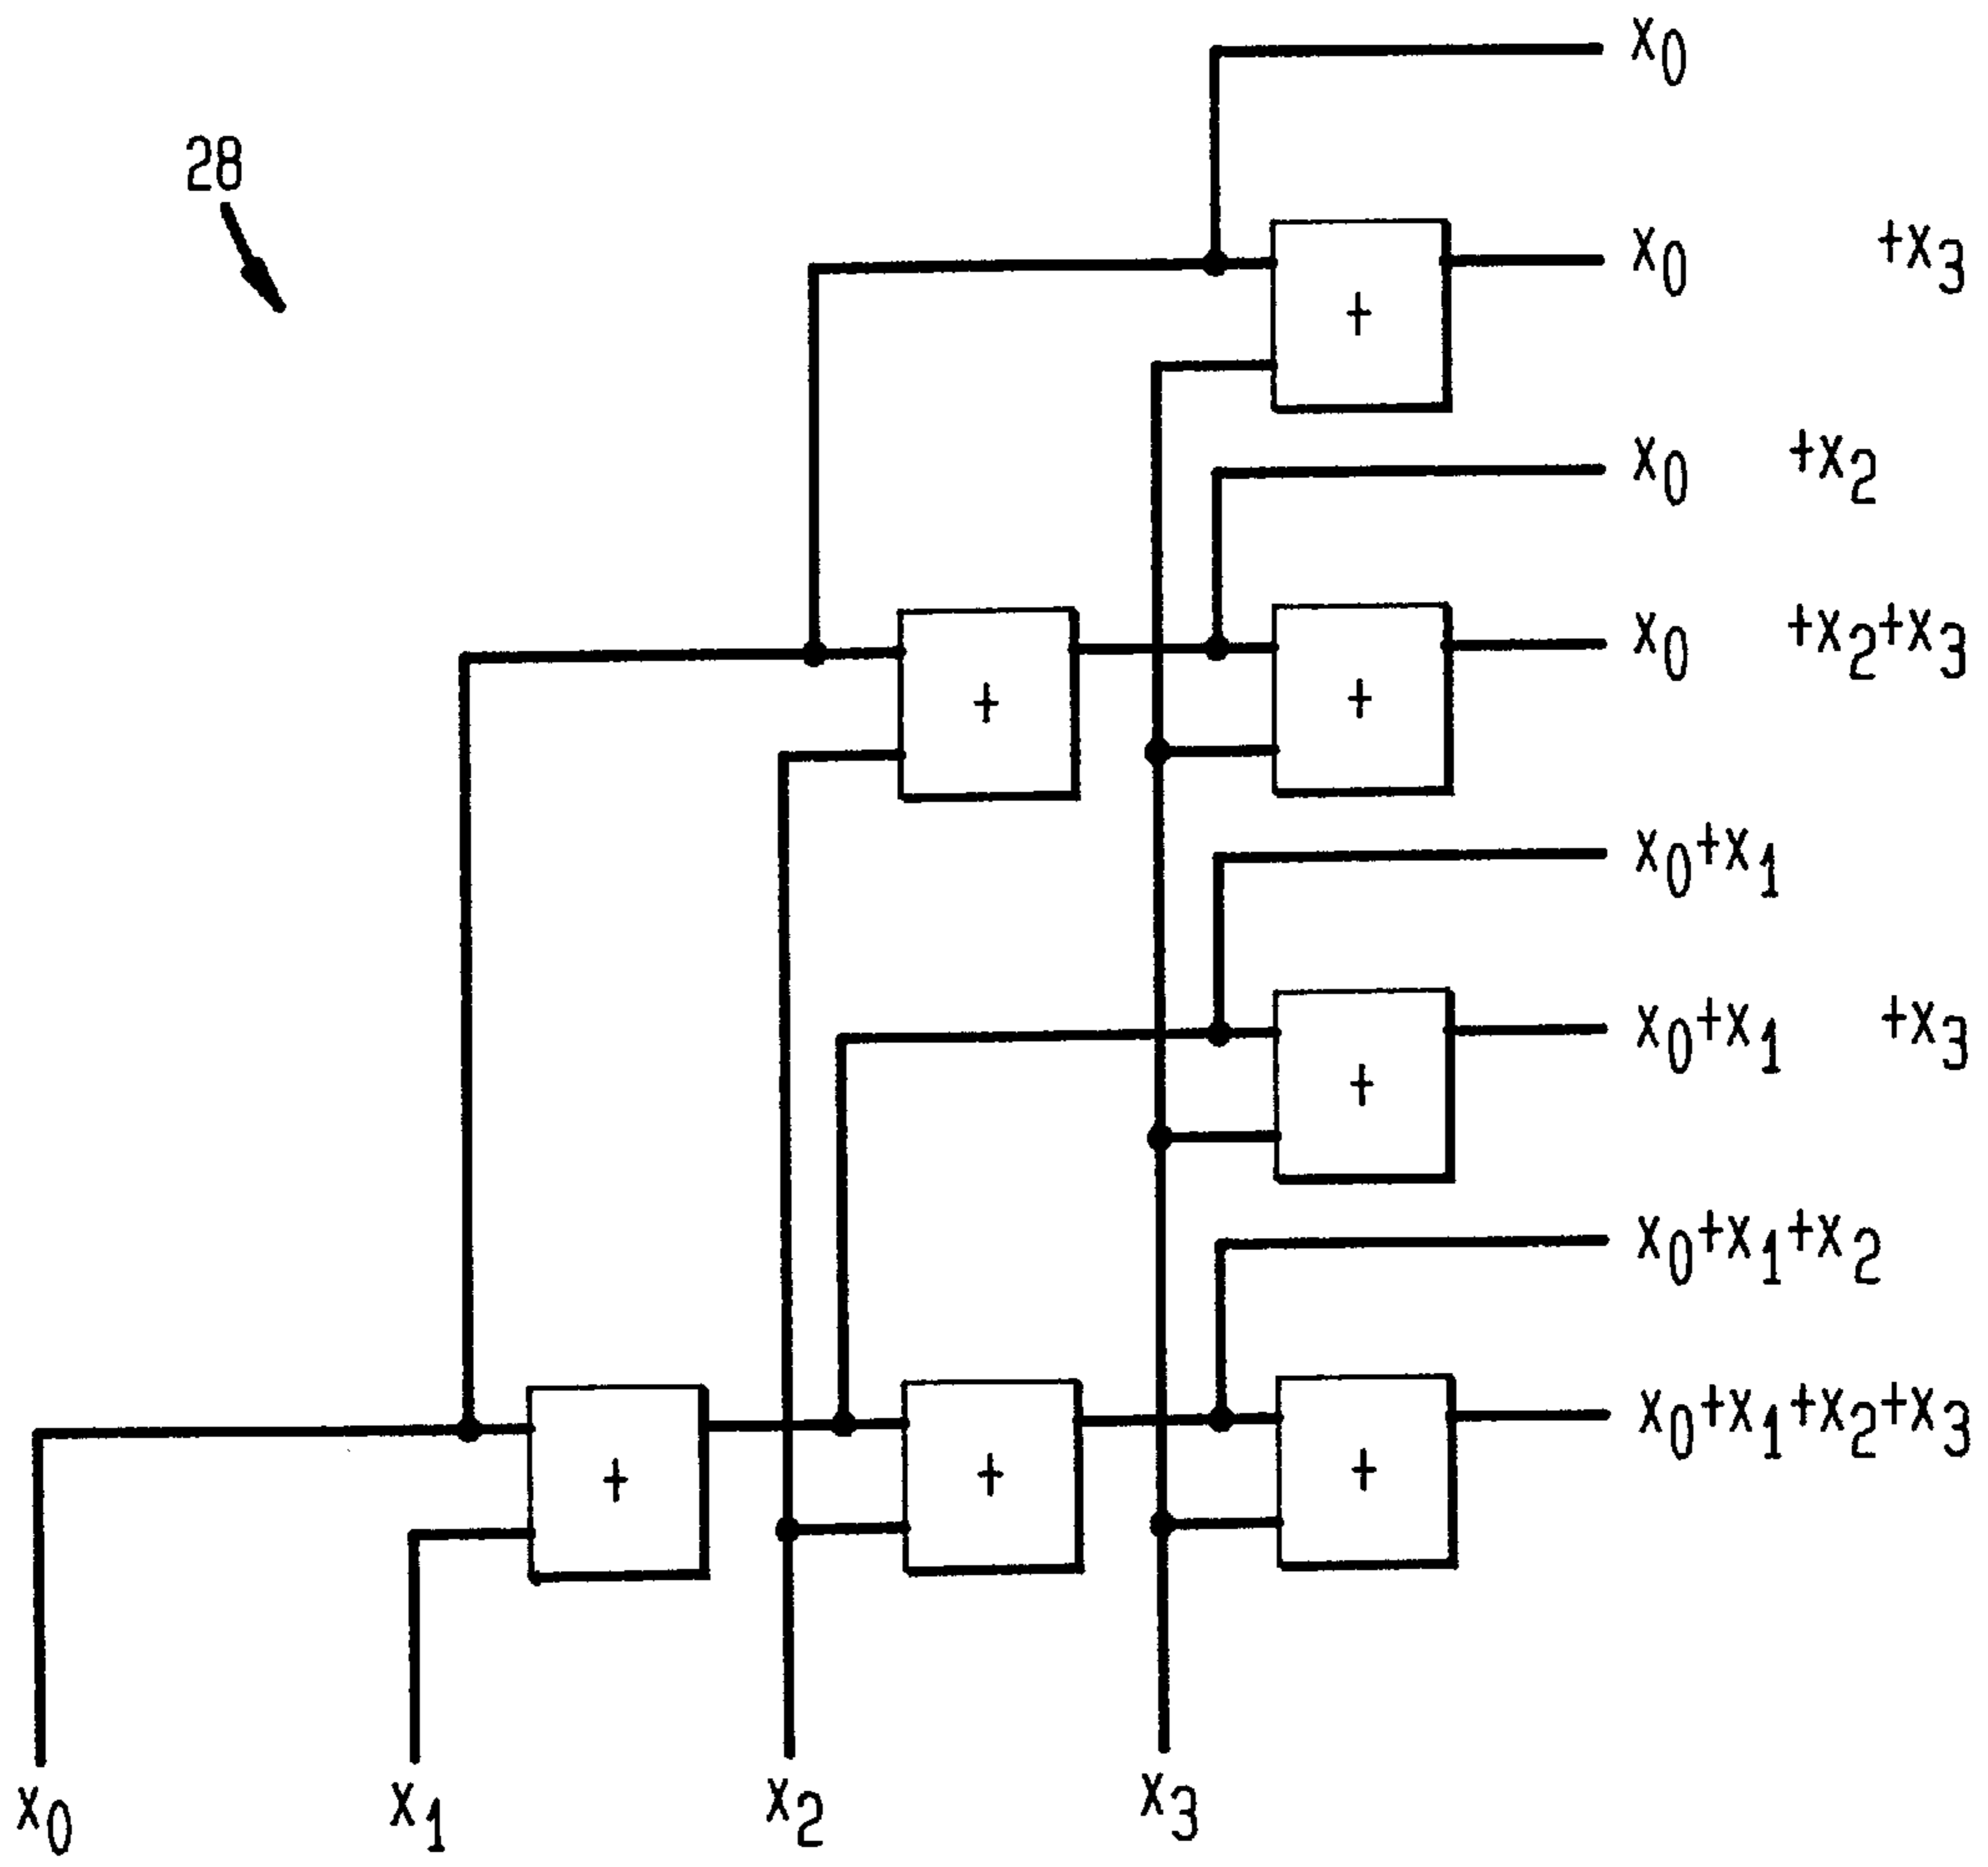 x0
28
x0 +x3
+
x0 +x2
x0 +x2+x3
+ +
x0+x1
x0+x1 +x3
+
x0+x1+x2
x0+x1+x2+x3
+ + +
x0 x1 x2 x3